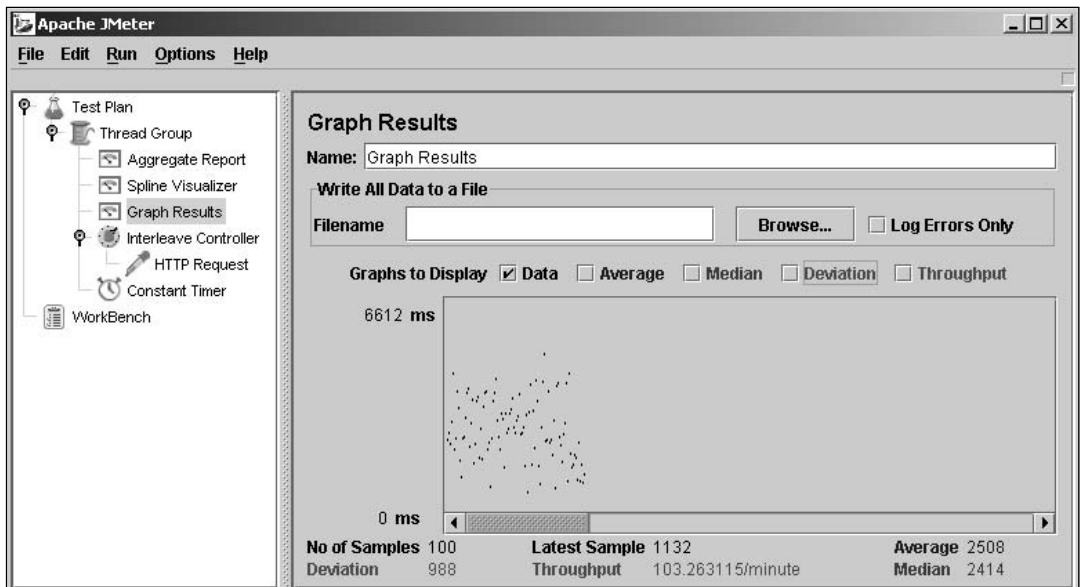 Apache JMeter
File Edit Run Options Help
Test Plan
Thread Group
Aggregate Report
Spline Visualizer
Graph Results
Interleave Controller
HTTP Request
Constant Timer
WorkBench
Graph Results
Name: Graph Results
Write All Data to a File
Filename Browse... Log Errors Only
Graphs to Display Data Average Median Deviation Throughput
6612 ms
0 ms
No of Samples 100 Latest Sample 1132 Average 2508
Deviation 988 Throughput 103.263115/minute Median 2414